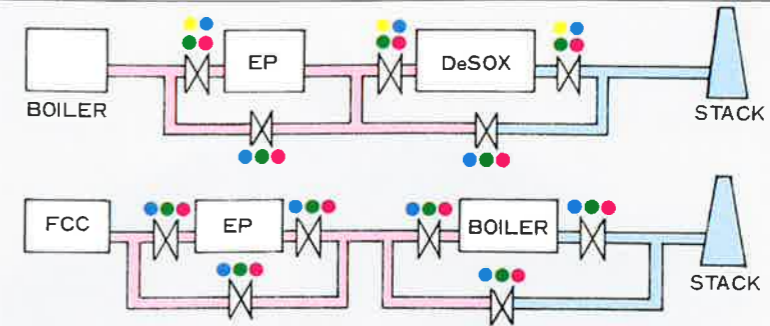 EP
DeSOX
BOILER
STACK
FCC
EP
BOILER
STACK